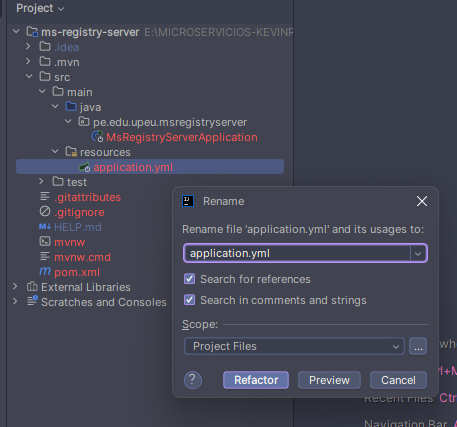 Project
ms-registry-server E:\MICROSERVICIOS-KEVINR
.idea
.mvn
src
main
java
pe.edu.upeu.msregistryserver
MsRegistryServerApplication
resources
application.yml
test
.gitattributes
.gitignore
HELP.md
mvnw
mvnw.cmd
pom.xml
External Libraries
Scratches and Consoles
Rename
Rename file 'application.yml' and its usages to:
application.yml
Search for references
Search in comments and strings
Scope:
Project Files
...
? Refactor Preview Cancel
Recent Files Ctr
Navigation Bar